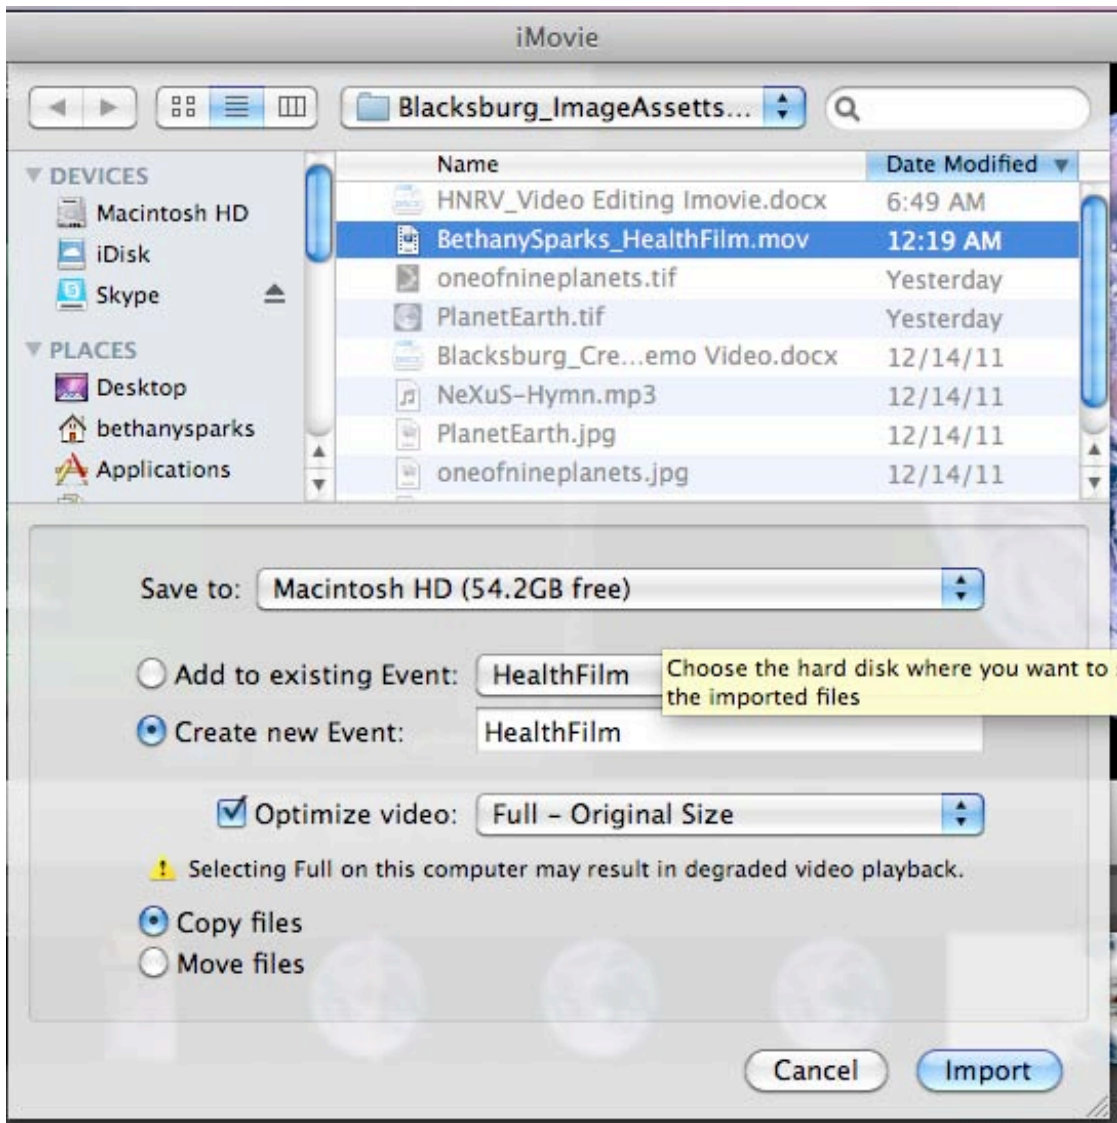 iMovie
Blacksburg_ImageAssetts...
DEVICES
Macintosh HD
iDisk
Skype
PLACES
Desktop
bethanysparks
Applications
Name Date Modified
HNRV_Video Editing Imovie.docx 6:49 AM
BethanySparks_HealthFilm.mov 12:19 AM
oneofnineplanets.tif Yesterday
PlanetEarth.tif Yesterday
Blacksburg_Cre...emo Video.docx 12/14/11
NeXuS-Hymn.mp3 12/14/11
PlanetEarth.jpg 12/14/11
oneofnineplanets.jpg 12/14/11
Save to: Macintosh HD (54.2GB free)
Add to existing Event: HealthFilm
Choose the hard disk where you want to
the imported files
Create new Event: HealthFilm
Optimize video: Full - Original Size
Selecting Full on this computer may result in degraded video playback.
Copy files
Move files
Cancel Import